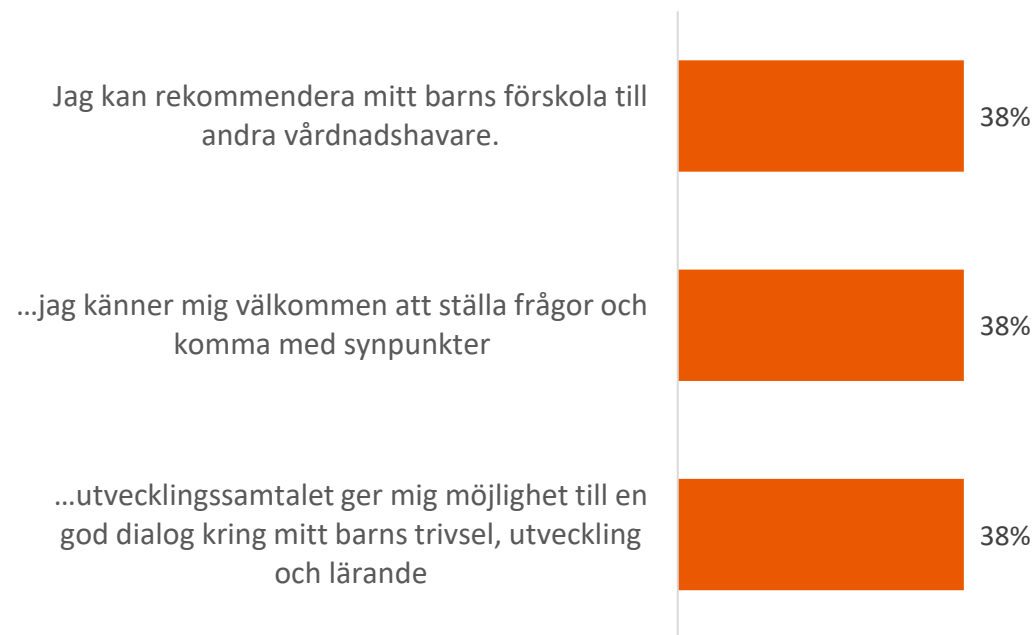 Jag kan rekommendera mitt barns förskola till
andra vårdnadshavare.
38%
...jag känner mig välkommen att ställa frågor och
komma med synpunkter
38%
...utvecklingssamtalet ger mig möjlighet till en
god dialog kring mitt barns trivsel, utveckling
och lärande
38%